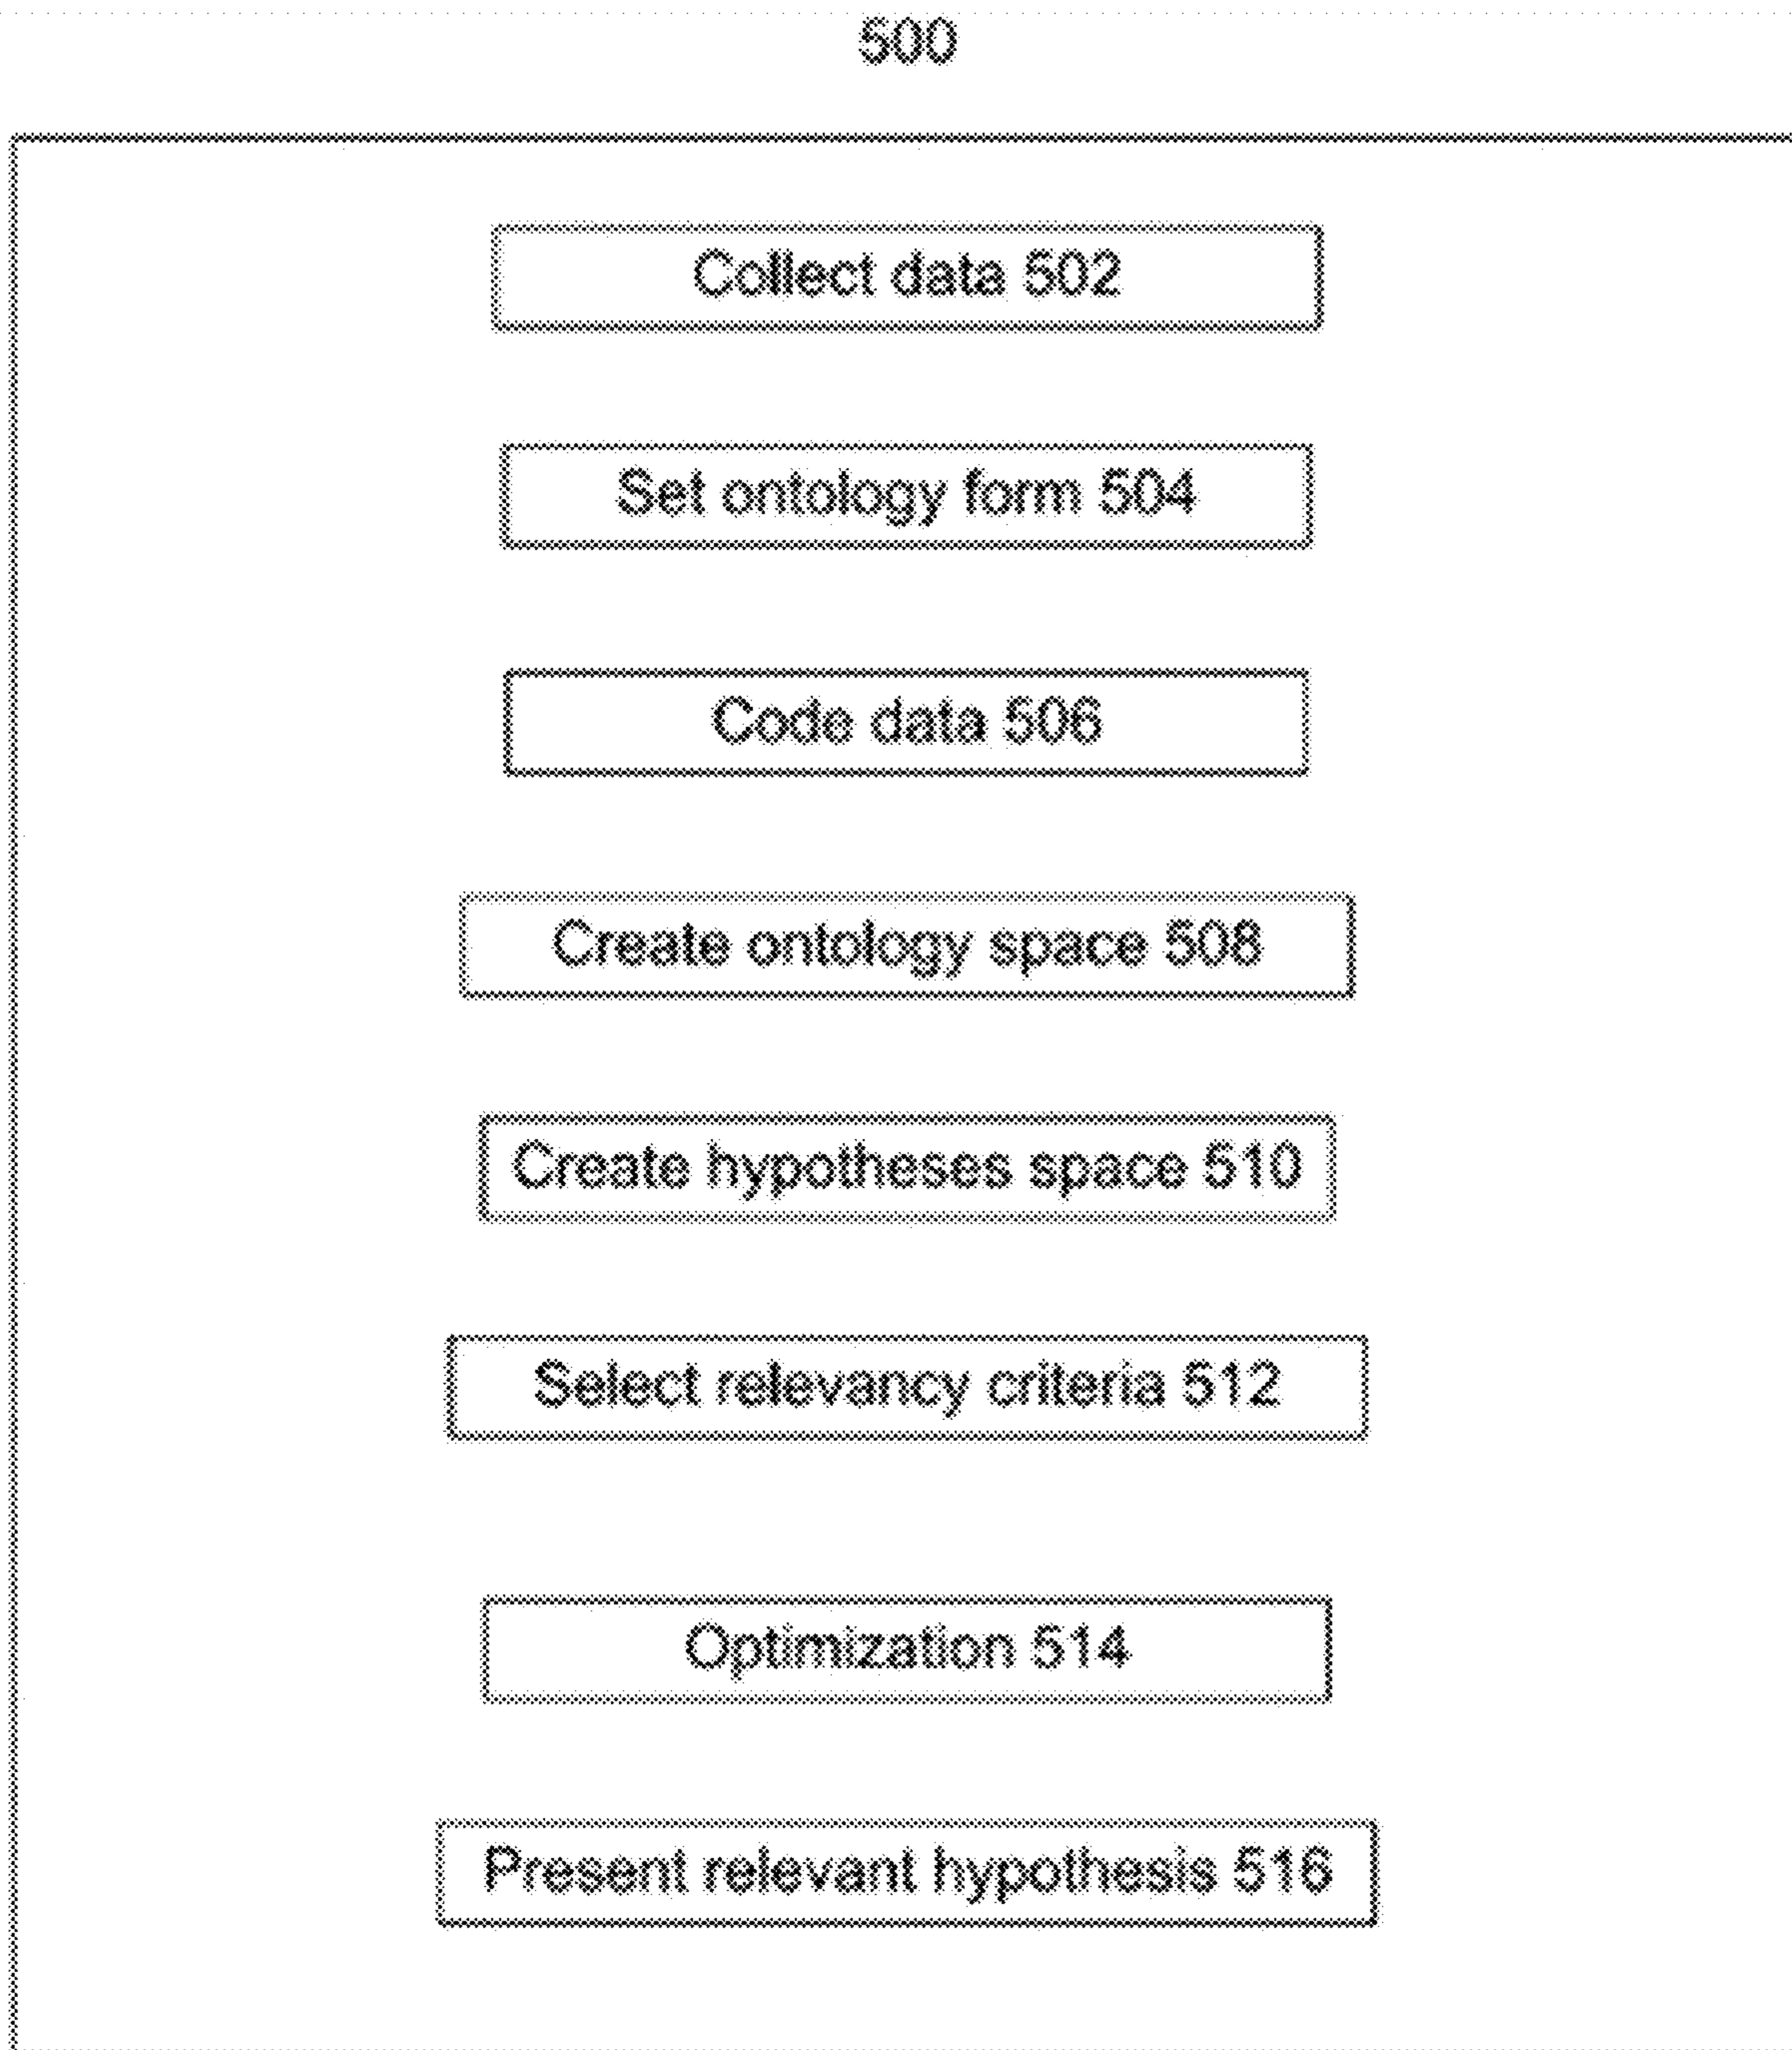 500
Collect data 502
Set ontology form 504
Code data 506
Create ontology space 508
Create hypotheses space 510
Select relevancy criteria 512
Optimization 514
Present relevant hypothesis 516